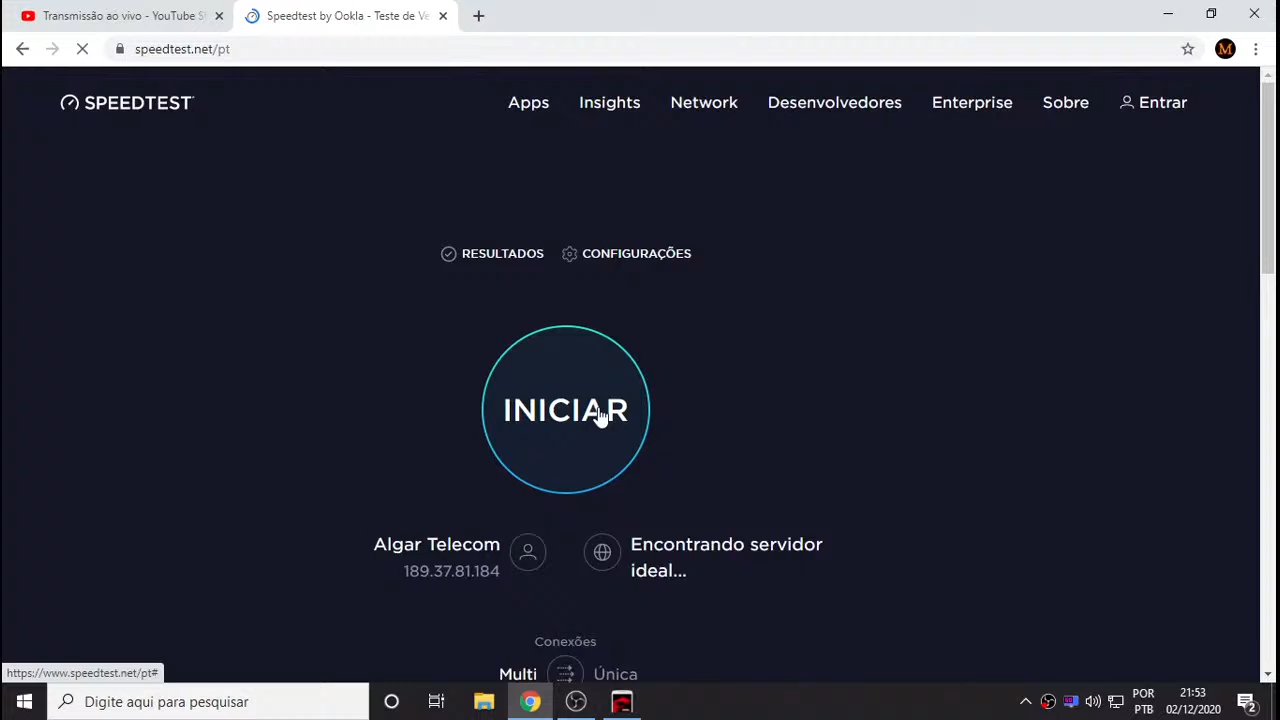 Transmissão ao vivo - YouTube S
Speedtest by Ookla - Teste de Ve
speedtest.net/pt
M
SPEEDTEST
Apps
Insights
Network
Desenvolvedores
Enterprise
Sobre
Entrar
RESULTADOS
CONFIGURAÇÕES
INICIAR
Algar Telecom
189.37.81.184
Encontrando servidor
ideal...
Conexões
Multi
Única
https://www.speedtest.net/pt#
Digite aqui para pesquisar
POR
PTB
21:53
02/12/2020
2